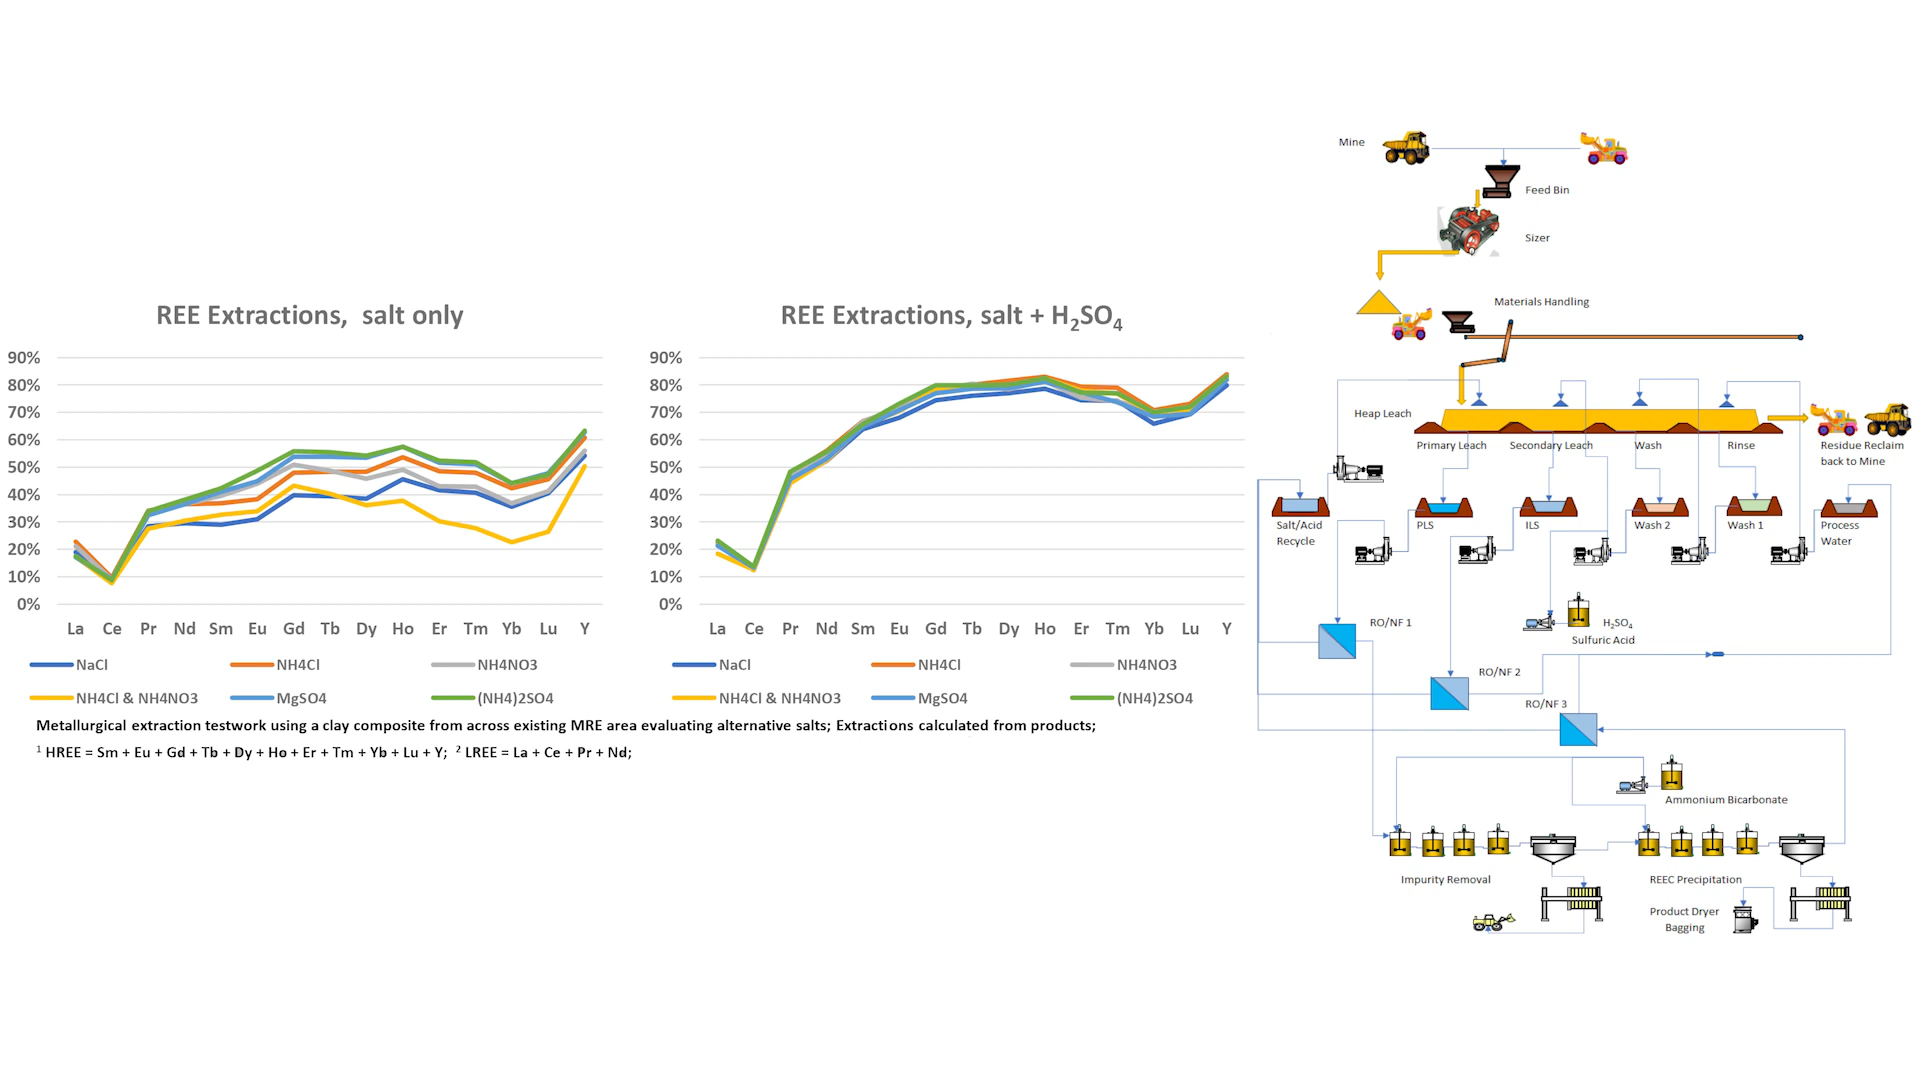 REE Extractions, salt only
90%
80%
70%
60%
50%
40%
30%
20%
10%
0%
La Ce Pr Nd Sm Eu Gd Tb Dy Ho Er Tm Yb Lu Y
NaCl NH4Cl NH4NO3
NH4Cl & NH4NO3 MgSO4 (NH4)2SO4
REE Extractions, salt + H₂SO₄
90%
80%
70%
60%
50%
40%
30%
20%
10%
0%
La Ce Pr Nd Sm Eu Gd Tb Dy Ho Er Tm Yb Lu Y
NaCl NH4Cl NH4NO3
NH4Cl & NH4NO3 MgSO4 (NH4)2SO4
Metallurgical extraction testwork using a clay composite from across existing MRE area evaluating alternative salts; Extractions calculated from products;
¹ HREE = Sm + Eu + Gd + Tb + Dy + Ho + Er + Tm + Yb + Lu + Y; ² LREE = La + Ce + Pr + Nd;
Mine
Feed Bin
Sizer
Materials Handling
Heap Leach
Primary Leach Secondary Leach Wash Rinse
Residue Reclaim
back to Mine
Salt/Acid
Recycle
PLS
ILS
Wash 2
Wash 1
Process
Water
RO/NF 1
H₂SO₄
Sulfuric Acid
RO/NF 2
RO/NF 3
Ammonium Bicarbonate
Impurity Removal
REEC Precipitation
Product Dryer
Bagging